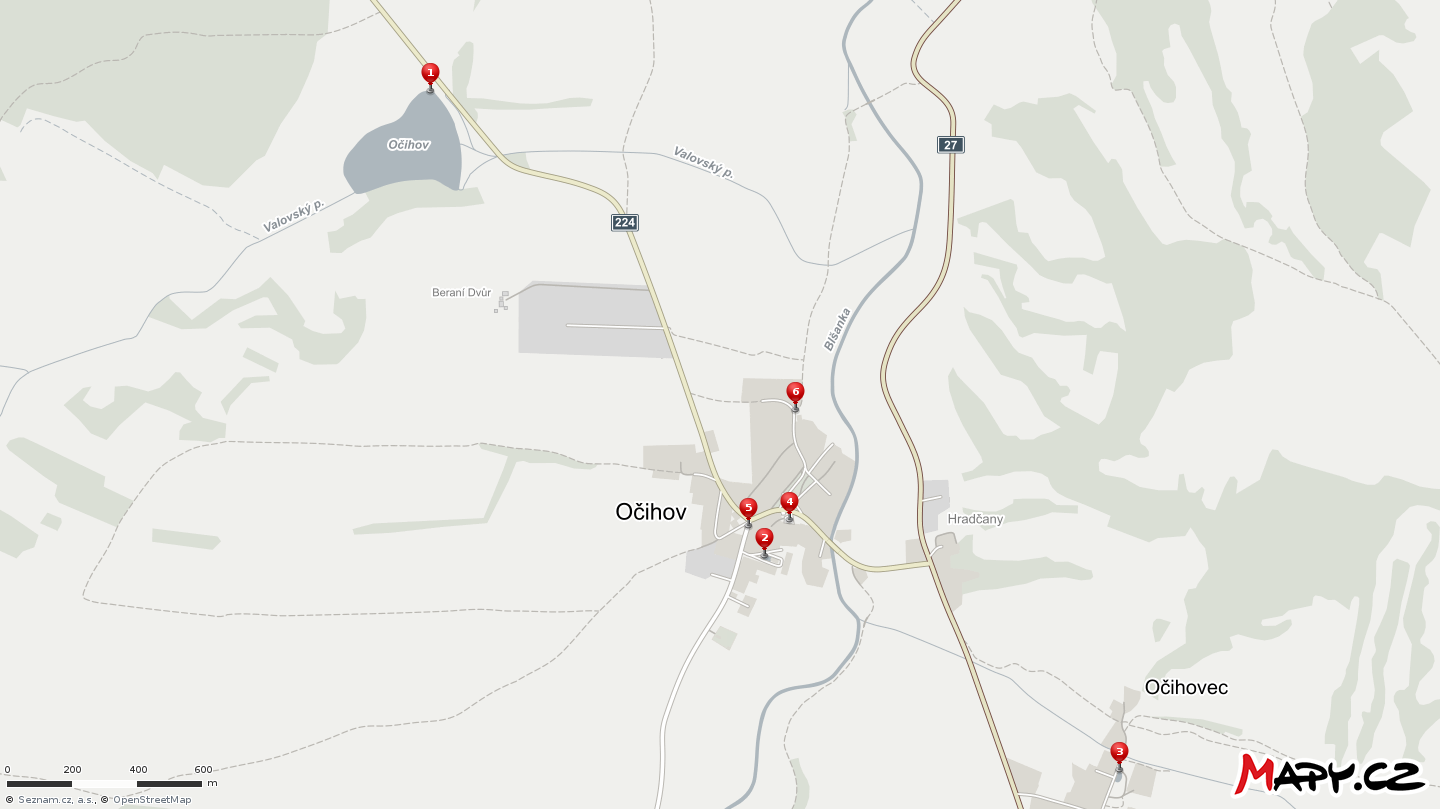 1
Očihov
27
Valovský p.
Valovský p.
224
Beraní Dvůr
Blšanka
6
4
5
Očihov
Hradčany
2
Očihovec
3
MAPY.CZ
0 200 400 600
m
© Seznam.cz, a.s., © OpenStreetMap